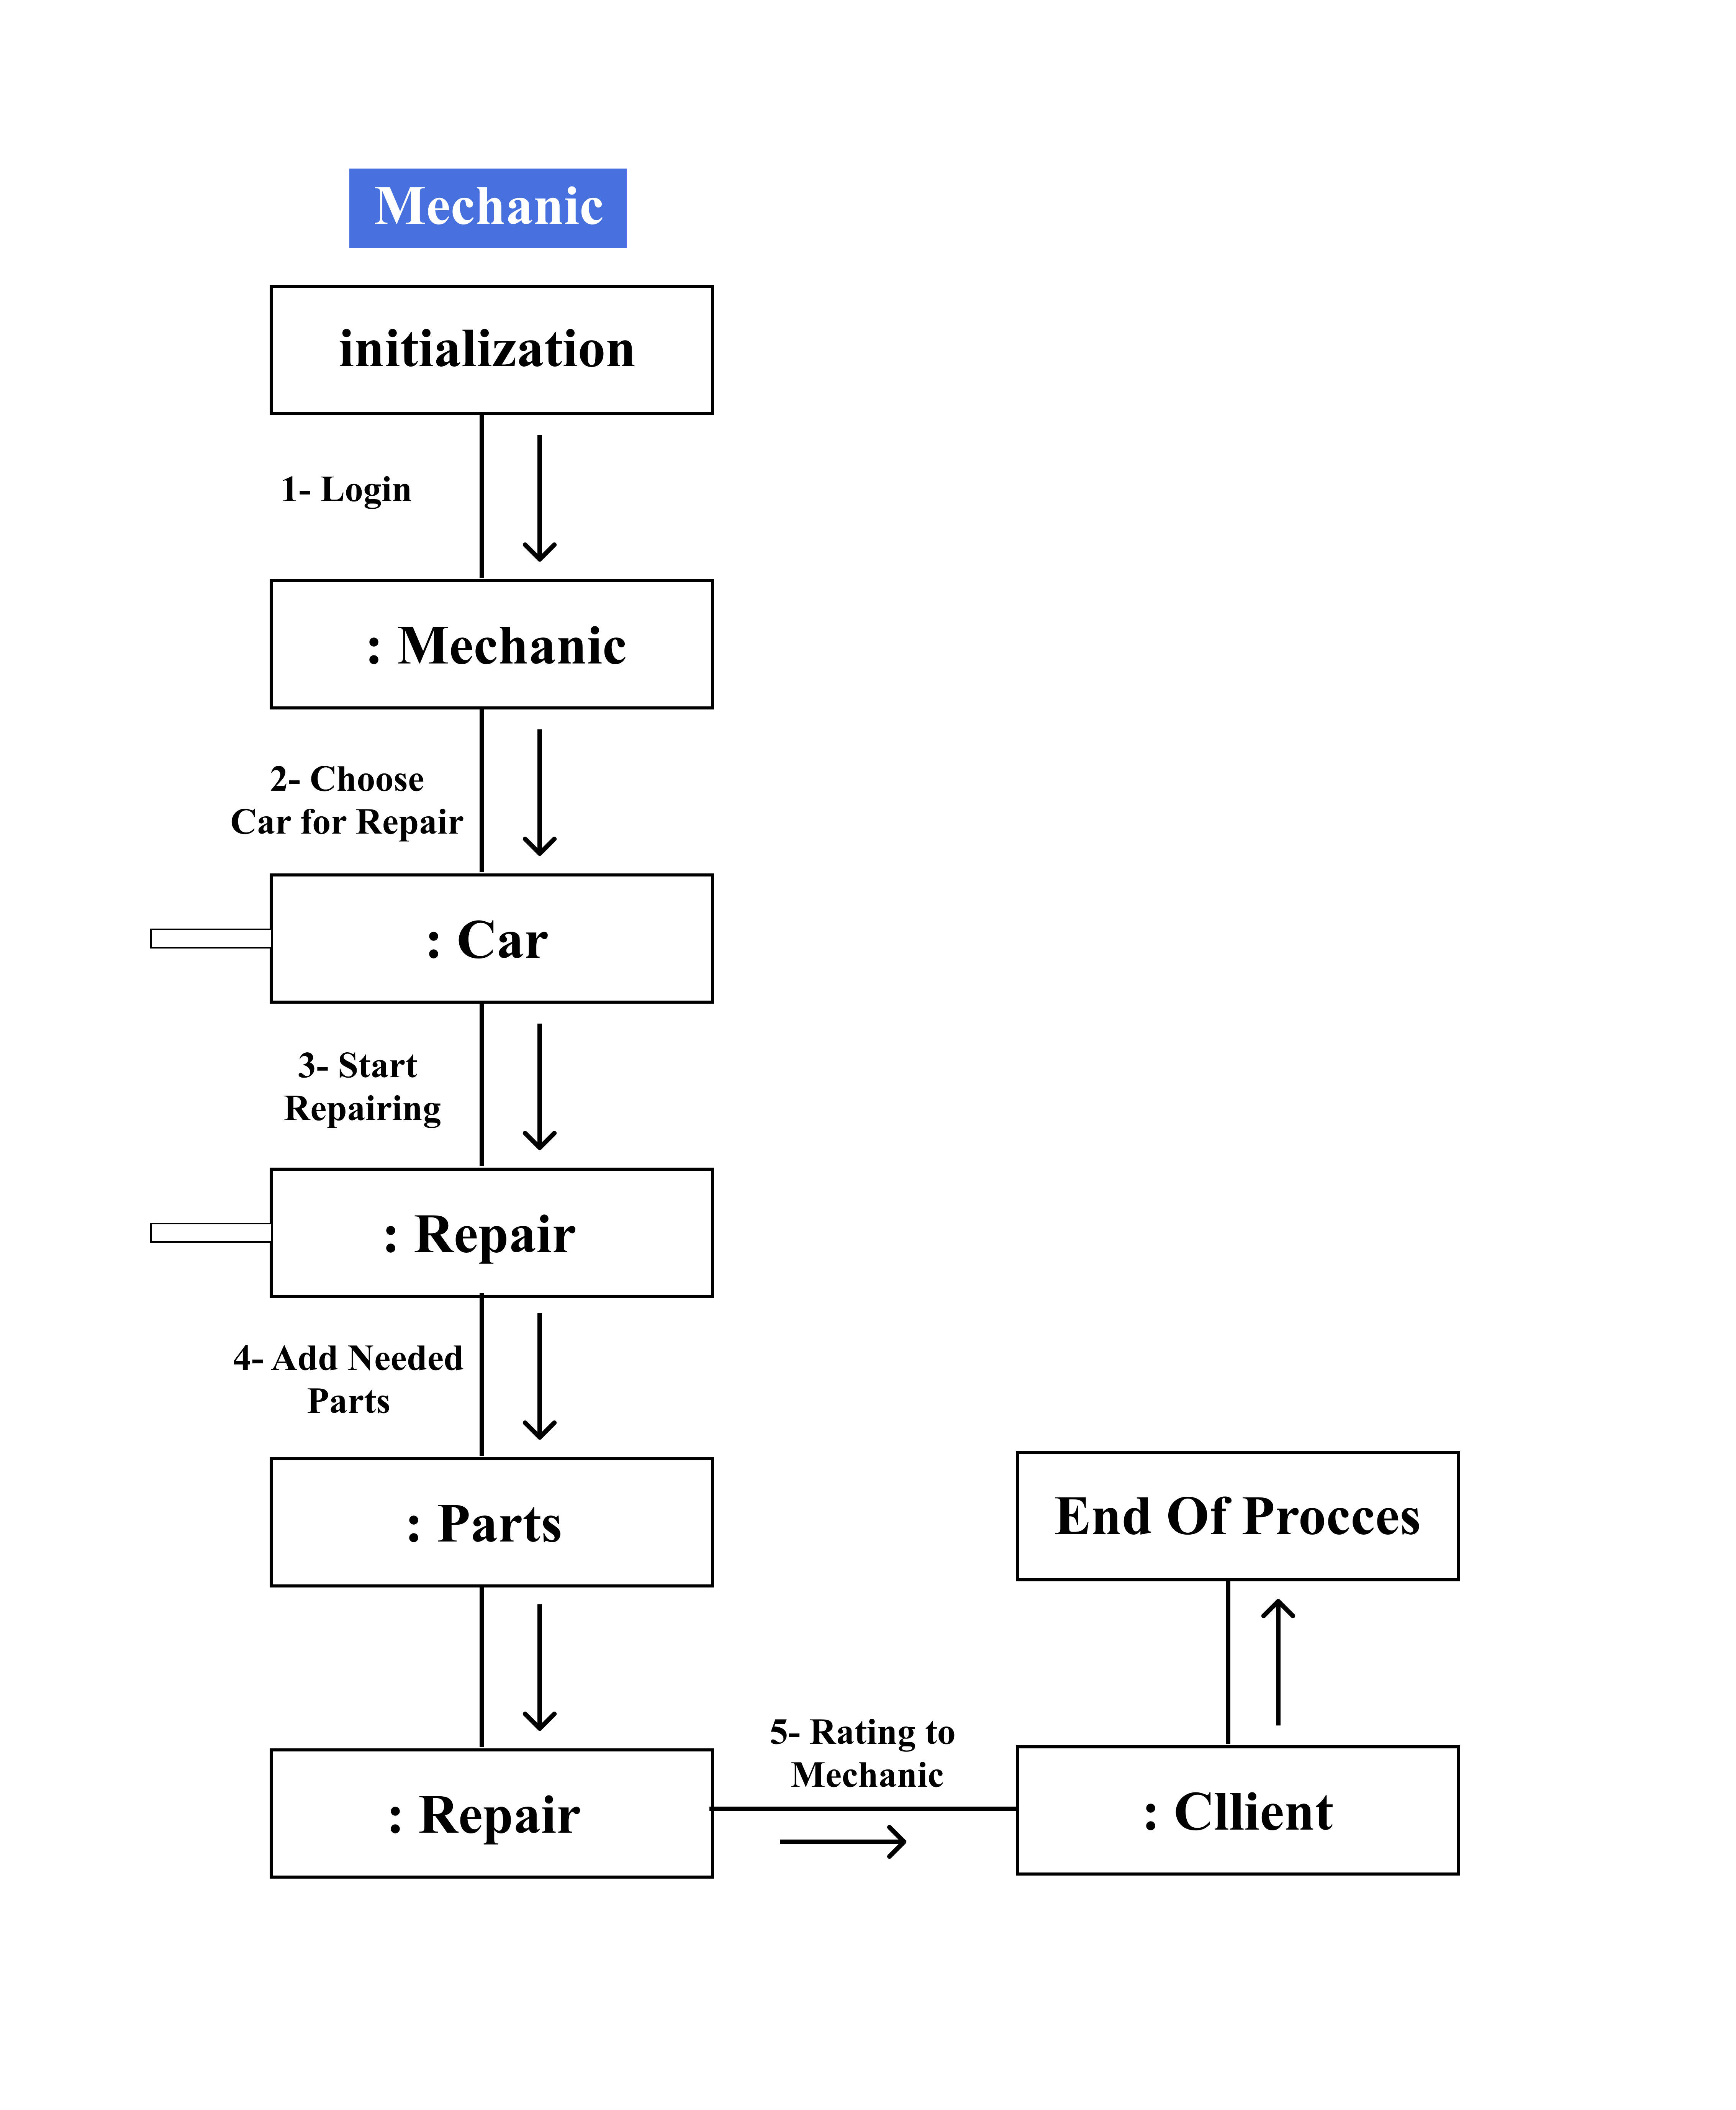 Mechanic
initialization
1- Login
: Mechanic
2- Choose
Car for Repair
: Car
3- Start
Repairing
: Repair
4- Add Needed
Parts
: Parts
End Of Procces
5- Rating to
Mechanic
: Repair
: Cllient